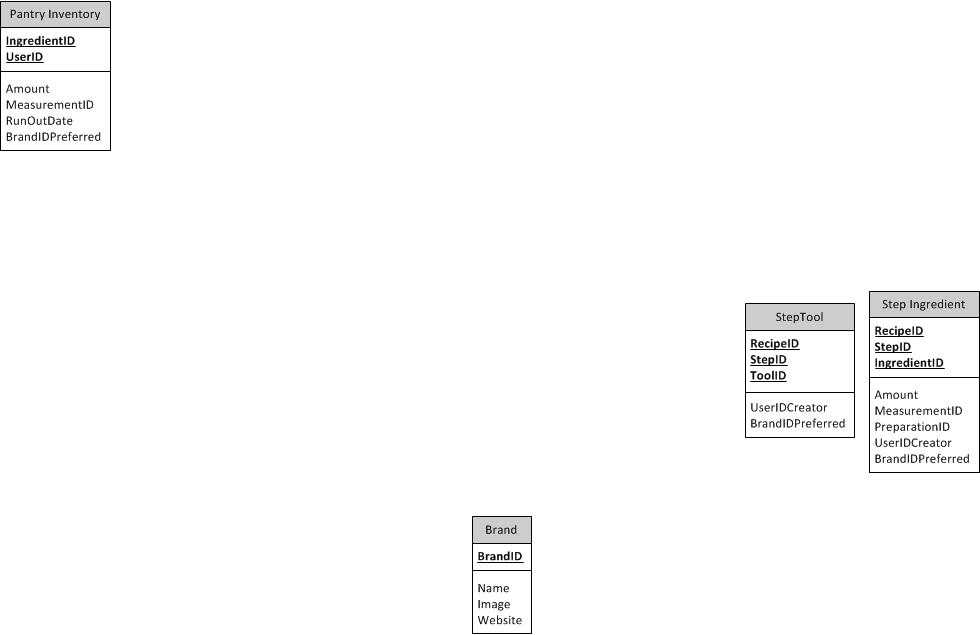 Pantry Inventory
IngredientID
UserID
Amount
MeasurementID
RunOutDate
BrandIDPreferred
StepTool
RecipeID
StepID
ToolID
UserIDCreator
BrandIDPreferred
Step Ingredient
RecipeID
StepID
IngredientID
Amount
MeasurementID
PreparationID
UserIDCreator
BrandIDPreferred
Brand
BrandID
Name
Image
Website